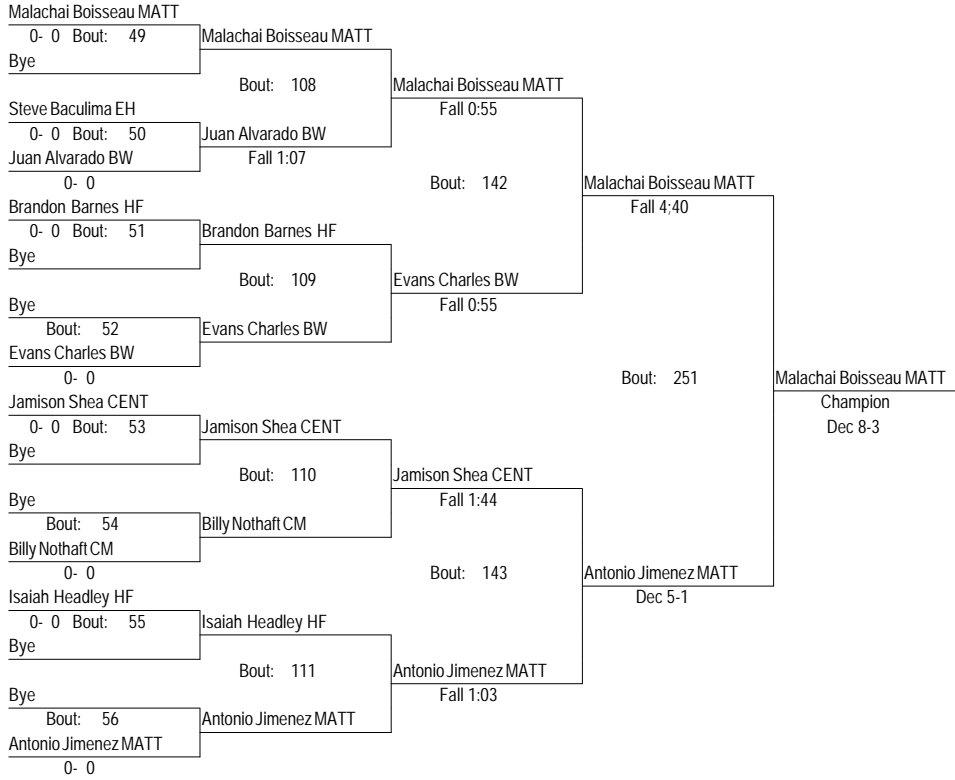 Malachai Boisseau MATT
0- 0 Bout: 49
Bye
Steve Baculima EH
0- 0 Bout: 50
Juan Alvarado BW
0- 0
Brandon Barnes HF
0- 0 Bout: 51
Bye
Bye
Bout: 52
Evans Charles BW
0- 0
Jamison Shea CENT
0- 0 Bout: 53
Bye
Bye
Bout: 54
Billy Nothaft CM
0- 0
Isaiah Headley HF
0- 0 Bout: 55
Bye
Bye
Bout: 56
Antonio Jimenez MATT
0- 0
Malachai Boisseau MATT
Bout: 108
Juan Alvarado BW
Fall 1:07
Brandon Barnes HF
Bout: 109
Evans Charles BW
Jamison Shea CENT
Bout: 110
Billy Nothaft CM
Isaiah Headley HF
Bout: 111
Antonio Jimenez MATT
Malachai Boisseau MATT
Fall 0:55
Bout: 142
Evans Charles BW
Fall 0:55
Jamison Shea CENT
Fall 1:44
Bout: 143
Antonio Jimenez MATT
Fall 1:03
Malachai Boisseau MATT
Fall 4;40
Bout: 251
Antonio Jimenez MATT
Dec 5-1
Malachai Boisseau MATT
Champion
Dec 8-3